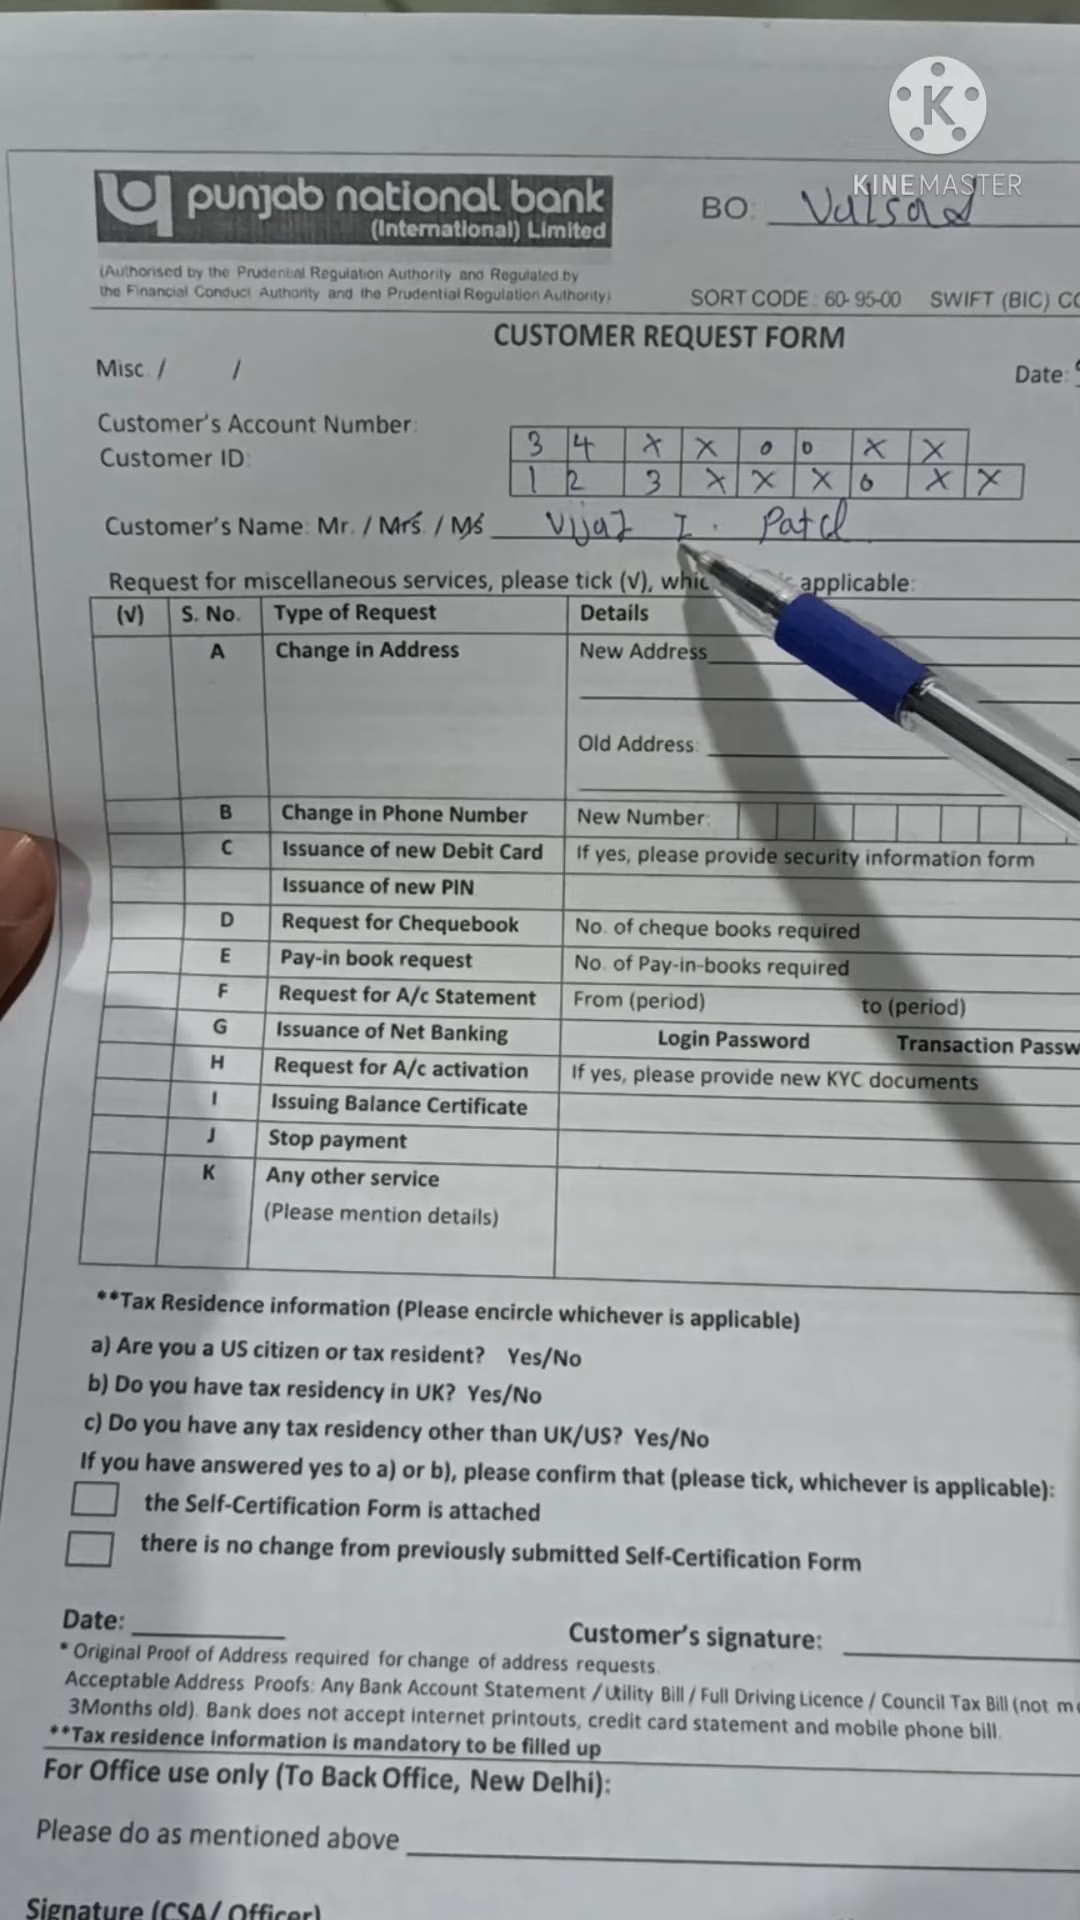 K
KINEMASTER
punjab national bank
(International) Limited
BO: Valsad
(Authorised by the Prudential Regulation Authority and Regulated by
the Financial Conduct Authority and the Prudential Regulation Authority)
SORT CODE : 60-95-00 SWIFT (BIC)
CUSTOMER REQUEST FORM
Misc. / /
Date:
Customer's Account Number: 3 4 X X 0 0 X X
Customer ID: 1 2 3 X X X 0 X X
Customer's Name: Mr. / Mrs. / Ms Vijay I. Patel
Request for miscellaneous services, please tick (V), applicable:
(V) S. No. Type of Request Details
A Change in Address New Address
Old Address:
B Change in Phone Number New Number:
C Issuance of new Debit Card If yes, please provide security information form
Issuance of new PIN
D Request for Chequebook No. of cheque books required
E Pay-in book request No. of Pay-in-books required
F Request for A/c Statement From (period) to (period)
G Issuance of Net Banking Login Password Transaction
H Request for A/c activation If yes, please provide new KYC documents
I Issuing Balance Certificate
J Stop payment
K Any other service
(Please mention details)
**Tax Residence information (Please encircle whichever is applicable)
a) Are you a US citizen or tax resident? Yes/No
b) Do you have tax residency in UK? Yes/No
c) Do you have any tax residency other than UK/US? Yes/No
If you have answered yes to a) or b), please confirm that (please tick, whichever is applicable):
the Self-Certification Form is attached
there is no change from previously submitted Self-Certification Form
Date:
Customer's signature:
* Original Proof of Address required for change of address requests.
Acceptable Address Proofs: Any Bank Account Statement / Utility Bill / Full Driving Licence / Council Tax Bill (not
3Months old). Bank does not accept internet printouts, credit card statement and mobile phone bill.
**Tax residence information is mandatory to be filled up
For Office use only (To Back Office, New Delhi):
Please do as mentioned above
Signature (CSA/ Officer)